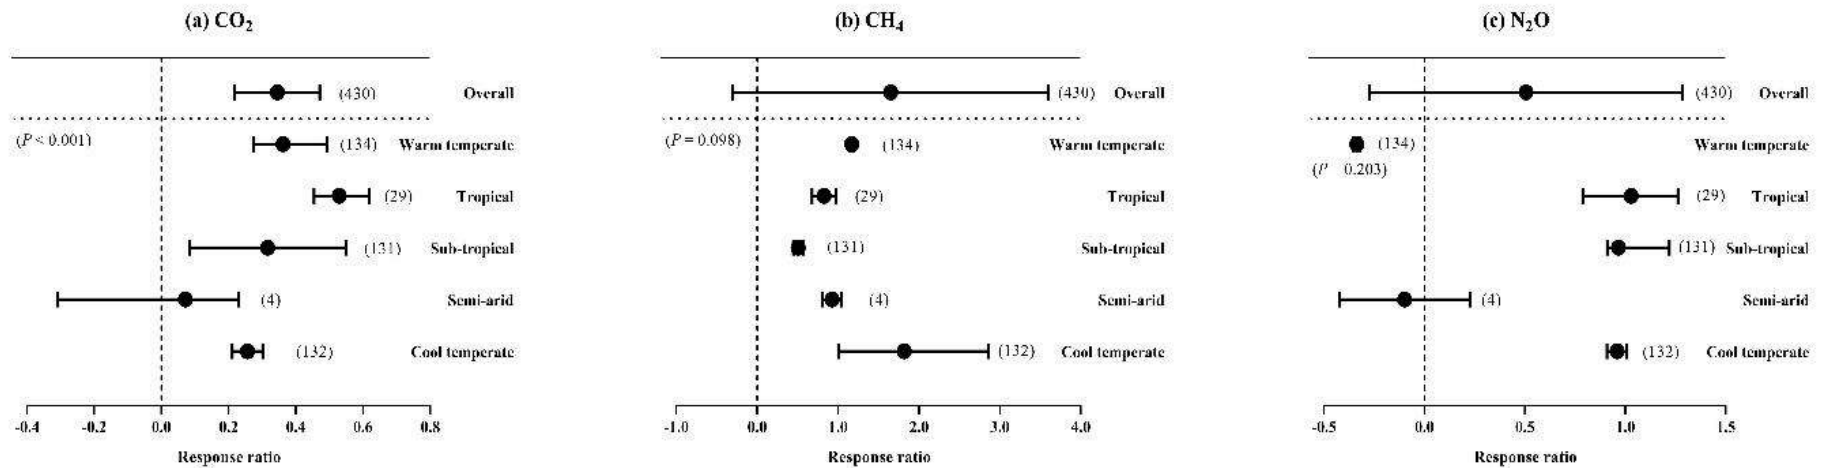 (a) CO₂
(430) Overall
(P < 0.001)
(134) Warm temperate
(29) Tropical
(131) Sub-tropical
(4) Semi-arid
(132) Cool temperate
-0.4 -0.2 0.0 0.2 0.4 0.6 0.8
Response ratio
(b) CH₄
(430) Overall
(P = 0.098)
(134) Warm temperate
(29) Tropical
(131) Sub-tropical
(4) Semi-arid
(132) Cool temperate
-1.0 0.0 1.0 2.0 3.0 4.0
Response ratio
(c) N₂O
(430) Overall
(134) Warm temperate
(P 0.203)
(29) Tropical
(131) Sub-tropical
(4) Semi-arid
(132) Cool temperate
-0.5 0.0 0.5 1.0 1.5
Response ratio